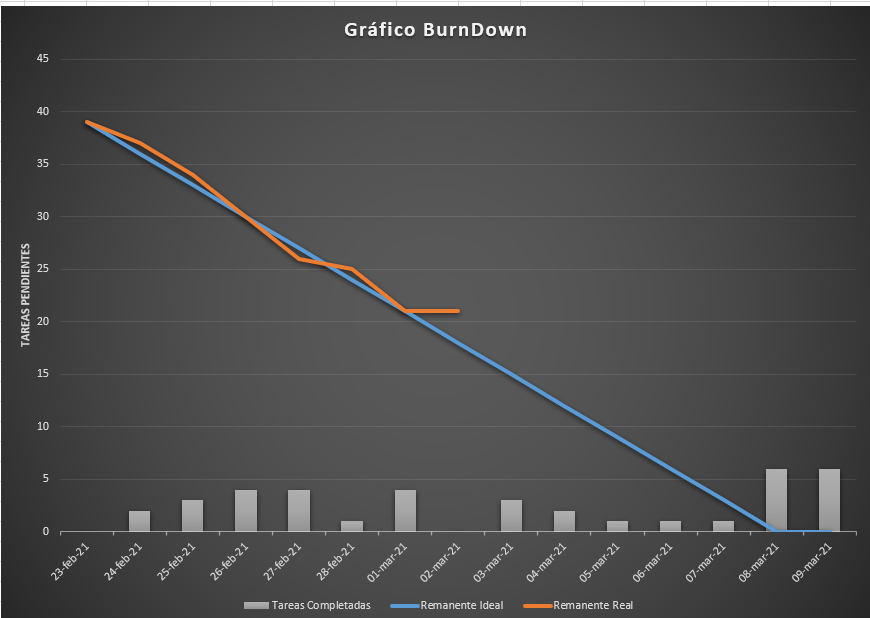 Gráfico BurnDown
TAREAS PENDIENTES
45
40
35
30
25
20
15
10
5
0
23-feb-21
24-feb-21
25-feb-21
26-feb-21
27-feb-21
28-feb-21
01-mar-21
02-mar-21
03-mar-21
04-mar-21
05-mar-21
06-mar-21
07-mar-21
08-mar-21
09-mar-21
Tareas Completadas
Remanente Ideal
Remanente Real